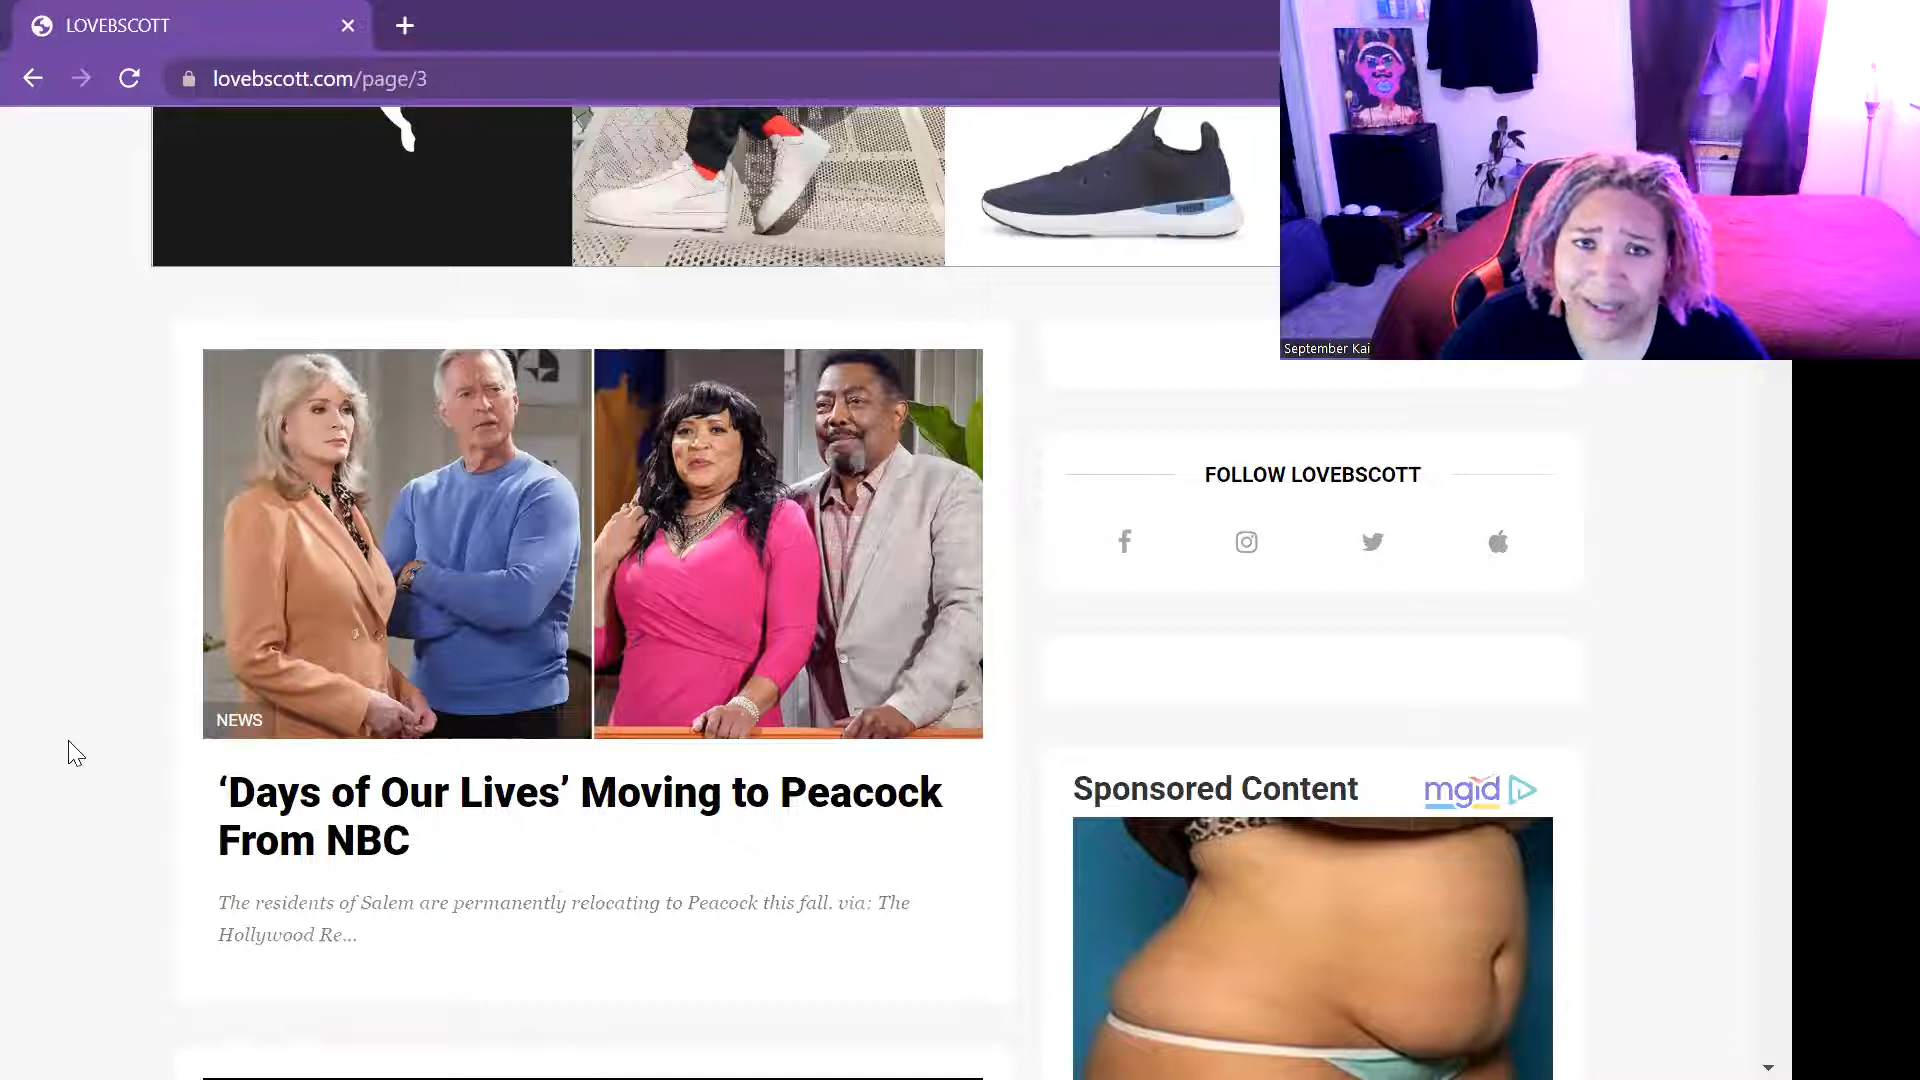 LOVEBSCOTT
lovebscott.com/page/3
September Kai
NEWS
‘Days of Our Lives’ Moving to Peacock
From NBC
The residents of Salem are permanently relocating to Peacock this fall. via: The
Hollywood Re...
FOLLOW LOVEBSCOTT
Sponsored Content
mgid